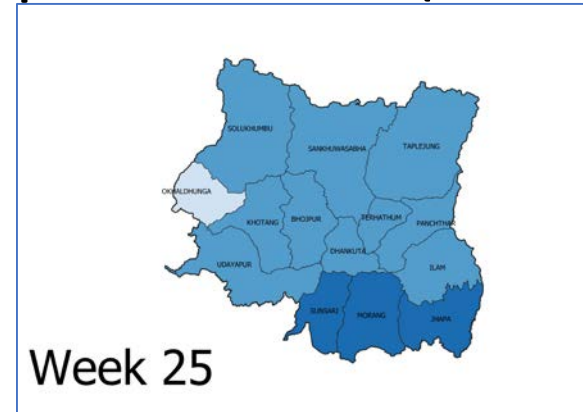 SOLUKHUMBU
SANKHUWASABHA
TAPLEJUNG
OKHALDHUNGA
KHOTANG
BHOJPUR
TERHATHUM
PANCHTHAR
DHANKUTA
UDAYAPUR
ILAM
SUNSARI
MORANG
JHAPA
Week 25